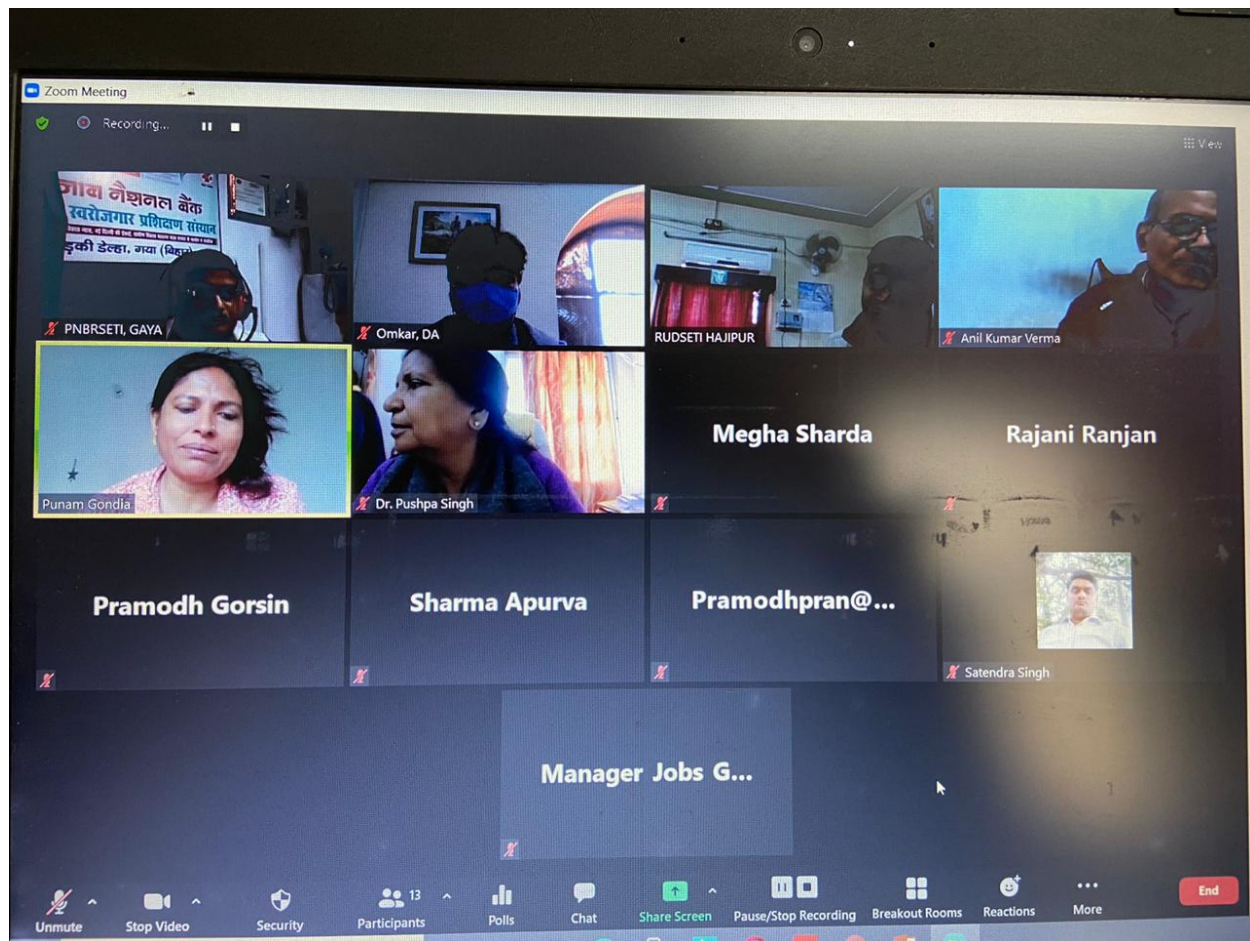 Zoom Meeting
Recording...
View
नैशनल बैंक
स्वरोजगार प्रशिक्षण संस्थान
डेल्हा, गया
PNBRSETI, GAYA
Omkar, DA
RUDSETI HAJIPUR
Anil Kumar Verma
Punam Gondia
Dr. Pushpa Singh
Megha Sharda
Rajani Ranjan
Pramodh Gorsin
Sharma Apurva
Pramodhpran@...
Satendra Singh
Manager Jobs G...
Unmute
Stop Video
Security
13
Participants
Polls
Chat
Share Screen
Pause/Stop Recording
Breakout Rooms
Reactions
More
End